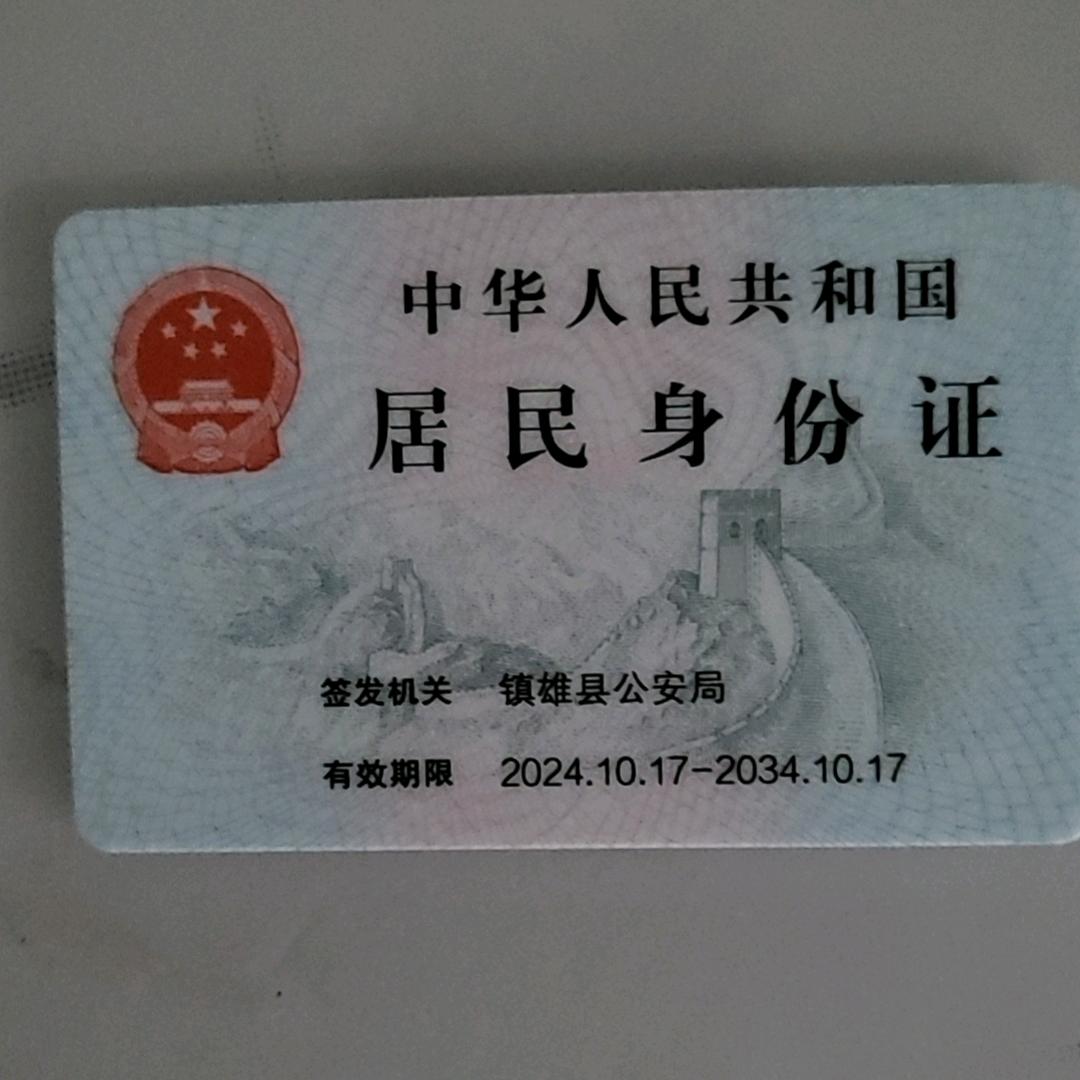 中华人民共和国
居民身份证
签发机关 镇雄县公安局
有效期限 2024.10.17-2034.10.17